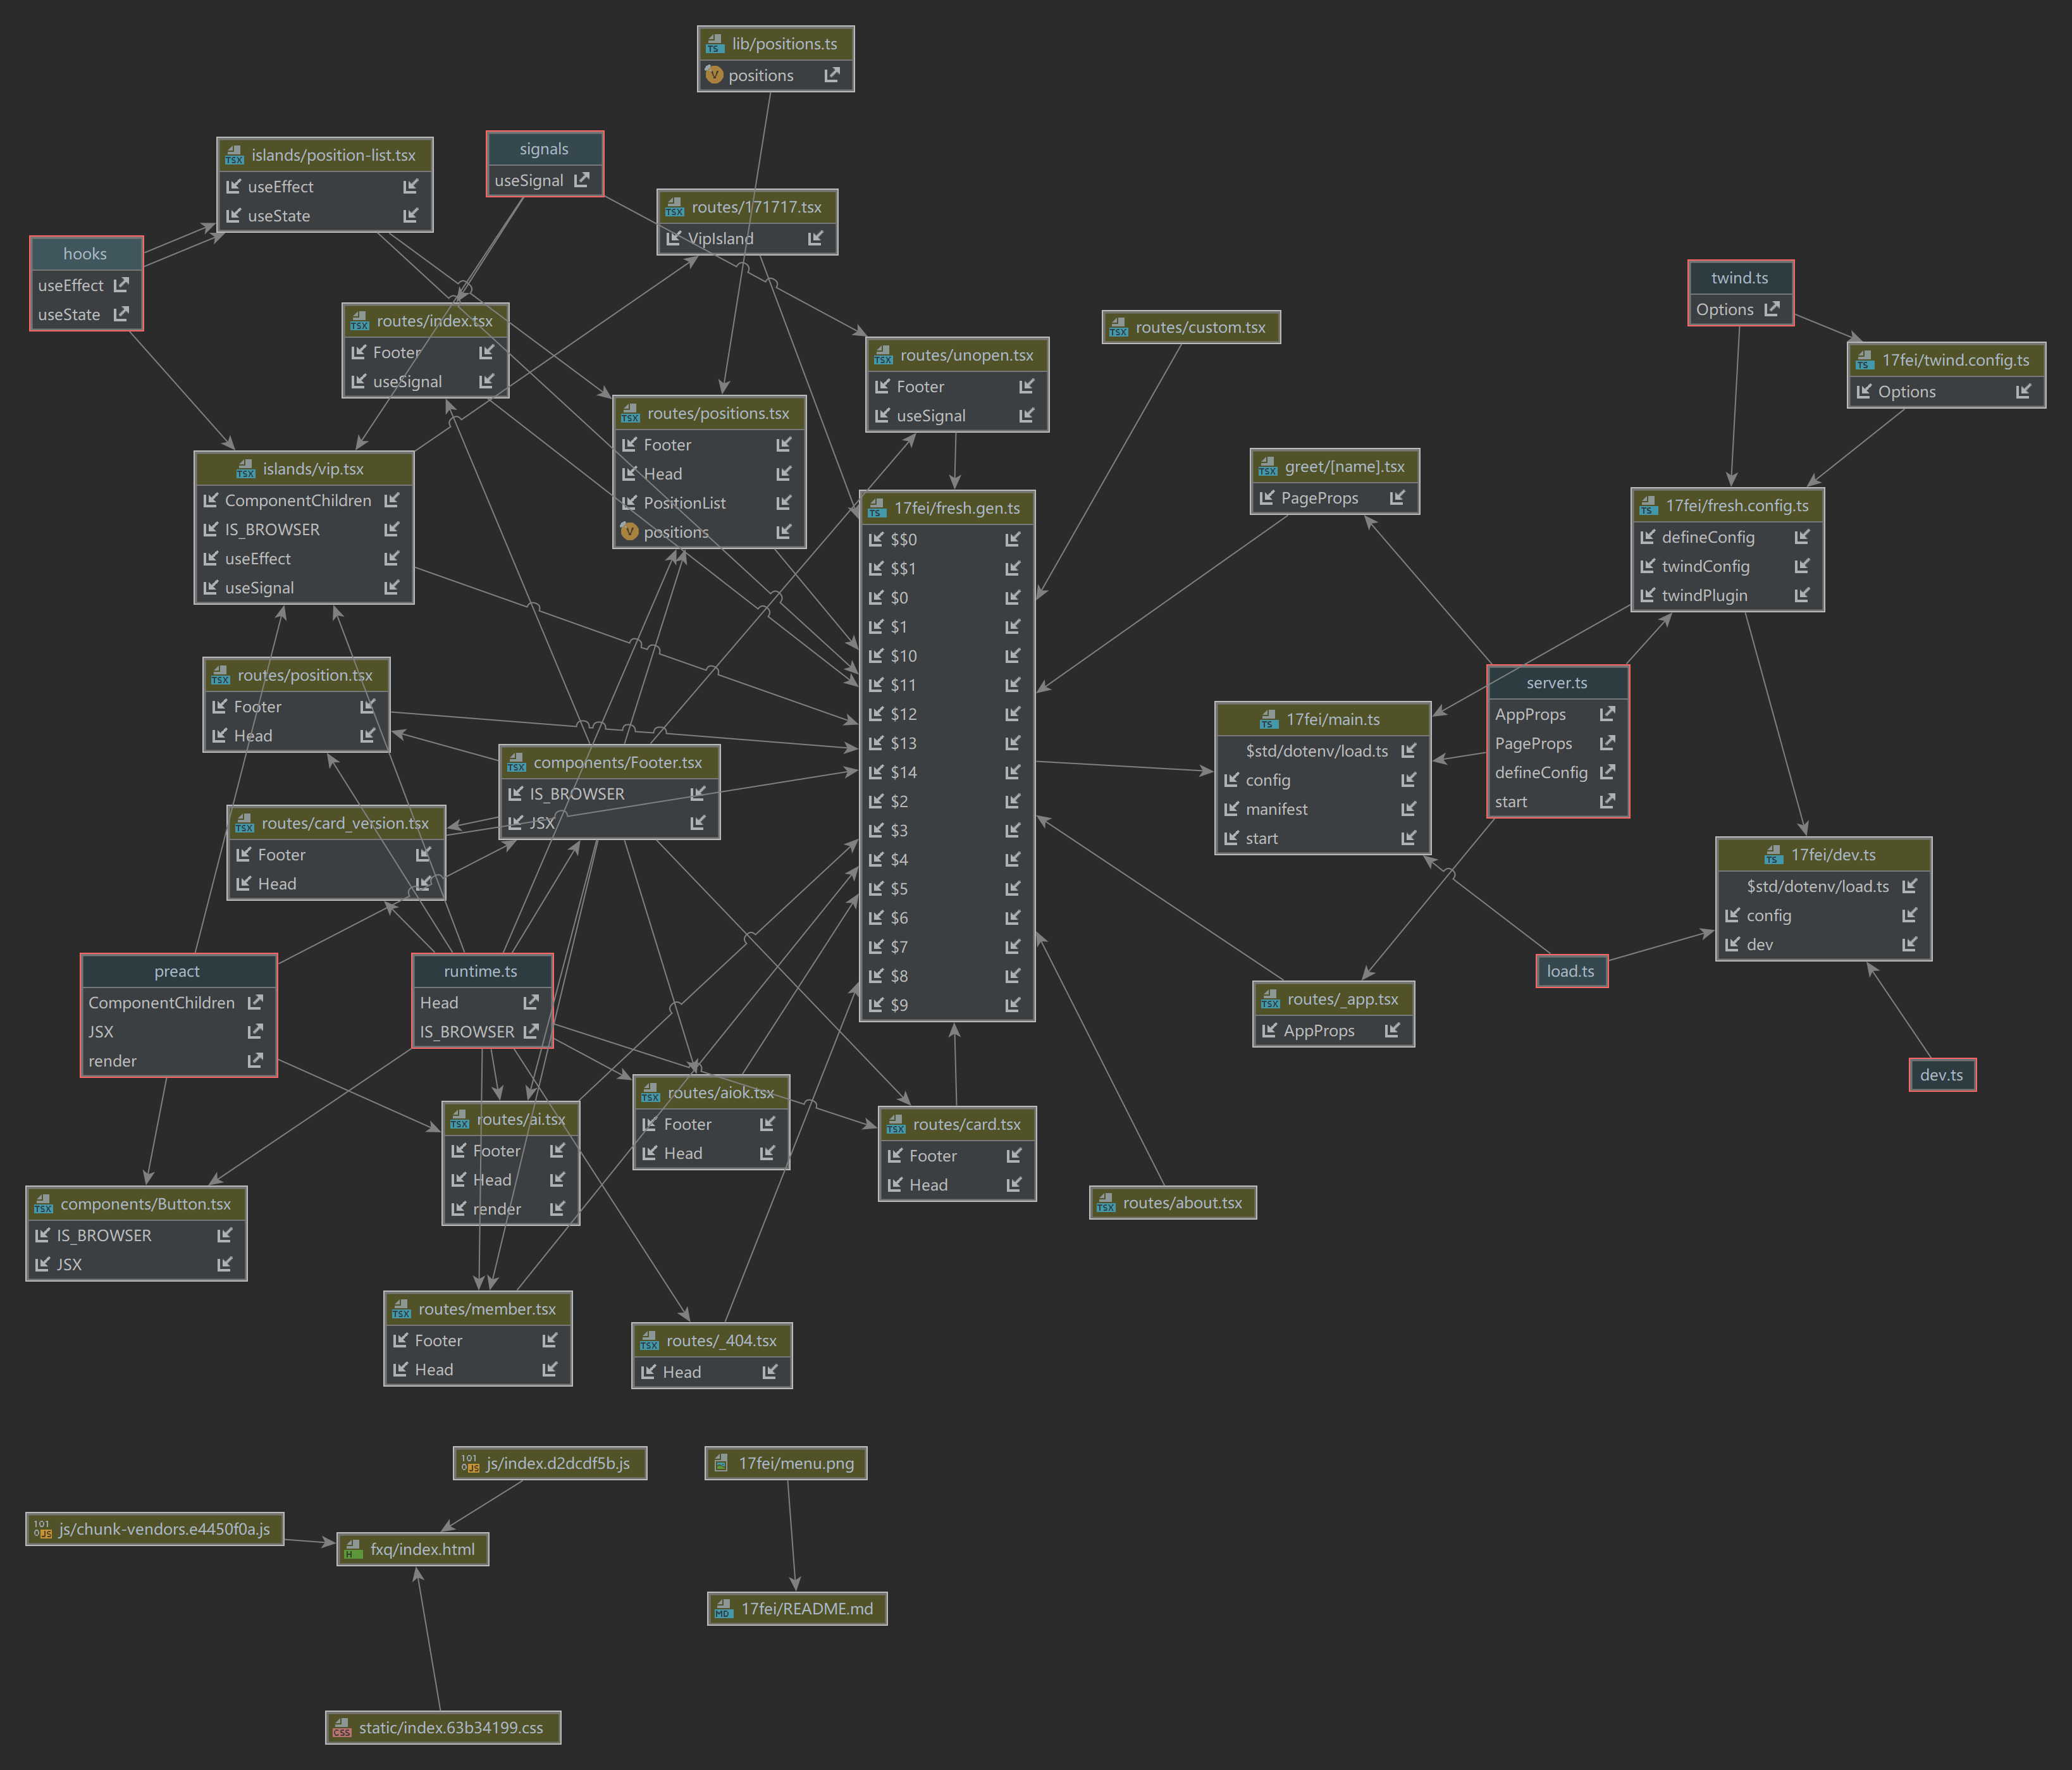 lib/positions.ts
positions
signals
useSignal
islands/position-list.tsx
useEffect
useState
routes/171717.tsx
VipIsland
hooks
useEffect
useState
twind.ts
Options
routes/index.tsx
Footer
useSignal
routes/custom.tsx
routes/unopen.tsx
Footer
useSignal
17fei/twind.config.ts
Options
routes/positions.tsx
Footer
Head
PositionList
positions
islands/vip.tsx
ComponentChildren
IS_BROWSER
useEffect
useSignal
greet/[name].tsx
PageProps
17fei/fresh.gen.ts
$$0
$$1
$0
$1
$10
$11
$12
$13
$14
$2
$3
$4
$5
$6
$7
$8
$9
17fei/fresh.config.ts
defineConfig
twindConfig
twindPlugin
routes/position.tsx
Footer
Head
server.ts
AppProps
PageProps
defineConfig
start
17fei/main.ts
$std/dotenv/load.ts
config
manifest
start
components/Footer.tsx
IS_BROWSER
JSX
routes/card_version.tsx
Footer
Head
17fei/dev.ts
$std/dotenv/load.ts
config
dev
preact
ComponentChildren
JSX
render
runtime.ts
Head
IS_BROWSER
load.ts
routes/_app.tsx
AppProps
dev.ts
routes/aiok.tsx
Footer
Head
routes/ai.tsx
Footer
Head
render
routes/card.tsx
Footer
Head
components/Button.tsx
IS_BROWSER
JSX
routes/about.tsx
routes/member.tsx
Footer
Head
routes/_404.tsx
Head
js/index.d2dcdf5b.js
17fei/menu.png
js/chunk-vendors.e4450f0a.js
fxq/index.html
17fei/README.md
static/index.63b34199.css